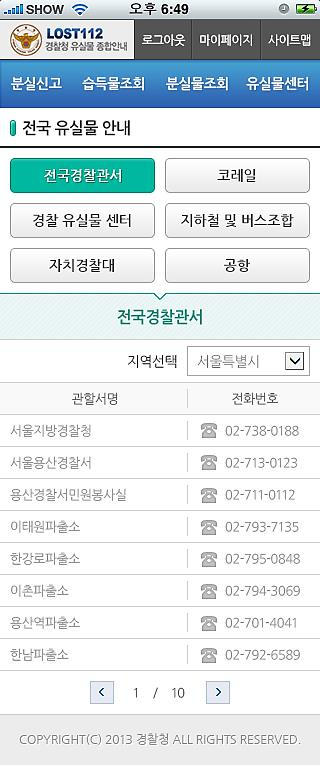 SHOW 오후 6:49
LOST112
경찰청 유실물 종합안내
로그아웃 마이페이지 사이트맵
분실신고 습득물조회 분실물조회 유실물센터
전국 유실물 안내
전국경찰관서 코레일
경찰 유실물 센터 지하철 및 버스조합
자치경찰대 공항
전국경찰관서
지역선택 서울특별시
관할서명 전화번호
서울지방경찰청 02-738-0188
서울용산경찰서 02-713-0123
용산경찰서민원봉사실 02-711-0112
이태원파출소 02-793-7135
한강로파출소 02-795-0848
이촌파출소 02-794-3069
용산역파출소 02-701-4041
한남파출소 02-792-6589
1 / 10
COPYRIGHT(C) 2013 경찰청 ALL RIGHTS RESERVED.